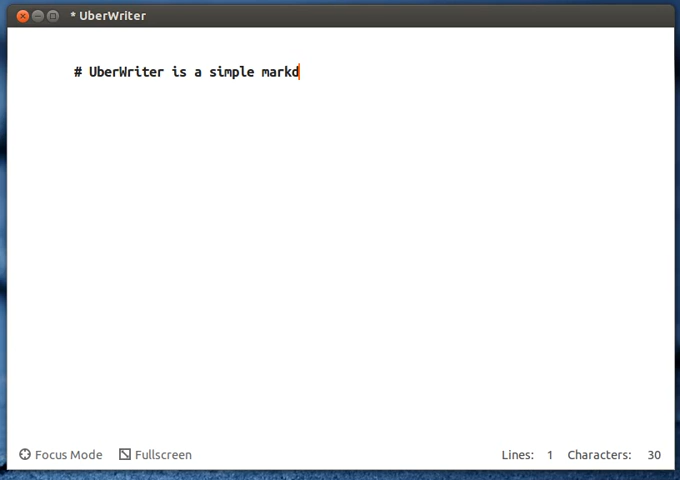 * UberWriter
# UberWriter is a simple markd
Focus Mode Fullscreen Lines: 1 Characters: 30